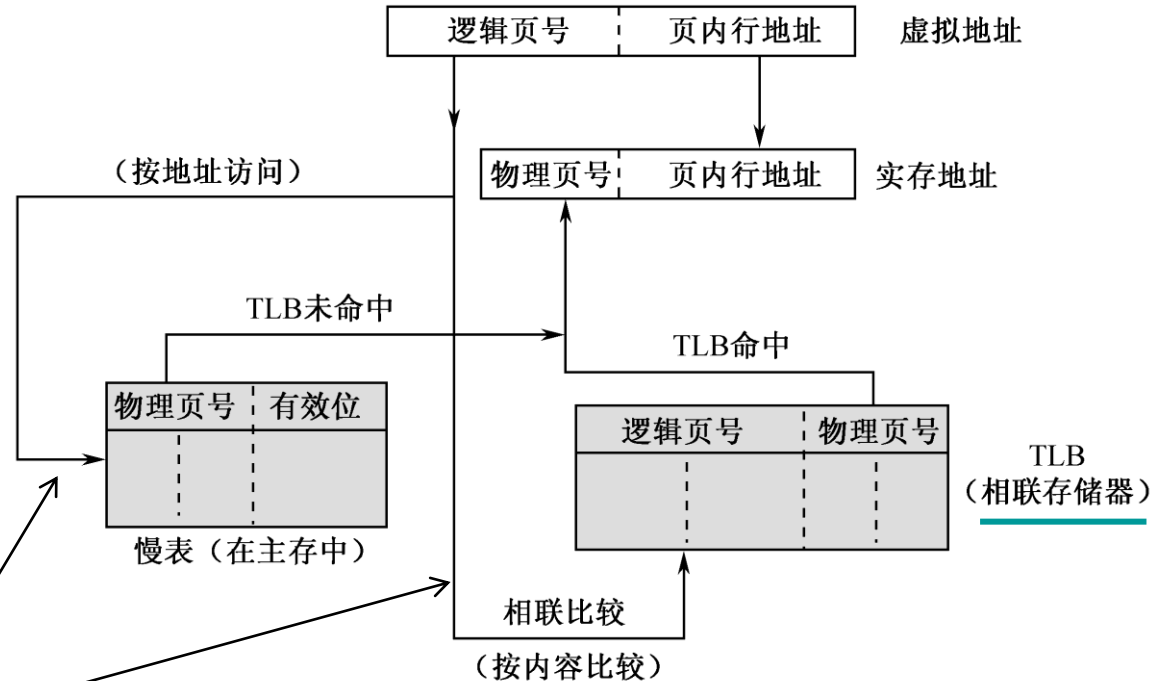 逻辑页号 页内行地址 虚拟地址
(按地址访问)
物理页号 页内行地址 实存地址
TLB未命中
TLB命中
物理页号 有效位
逻辑页号 物理页号
TLB
(相联存储器)
慢表(在主存中)
相联比较
(按内容比较)